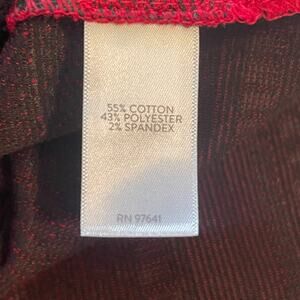 55% COTTON
43% POLYESTER
2% SPANDEX
RN 97641